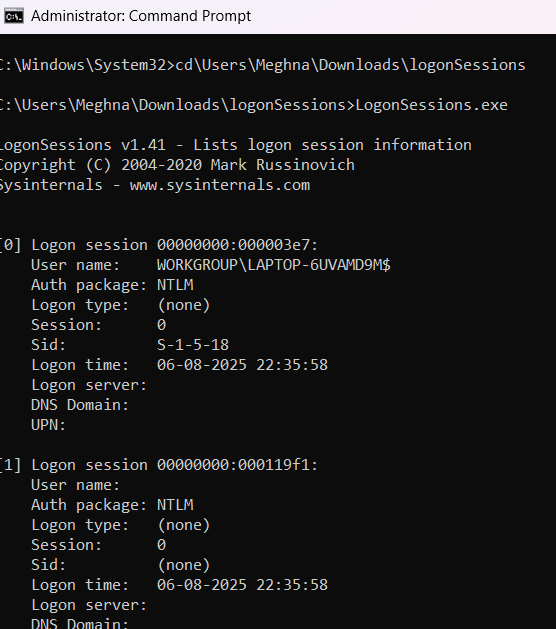 Administrator: Command Prompt
C:\Windows\System32>cd\Users\Meghna\Downloads\logonSessions
C:\Users\Meghna\Downloads\logonSessions>LogonSessions.exe
LogonSessions v1.41 - Lists logon session information
Copyright (C) 2004-2020 Mark Russinovich
Sysinternals - www.sysinternals.com
[0] Logon session 00000000:000003e7:
User name: WORKGROUP\LAPTOP-6UVAMD9M$
Auth package: NTLM
Logon type: (none)
Session: 0
Sid: S-1-5-18
Logon time: 06-08-2025 22:35:58
Logon server:
DNS Domain:
UPN:
[1] Logon session 00000000:000119f1:
User name:
Auth package: NTLM
Logon type: (none)
Session: 0
Sid: (none)
Logon time: 06-08-2025 22:35:58
Logon server:
DNS Domain: